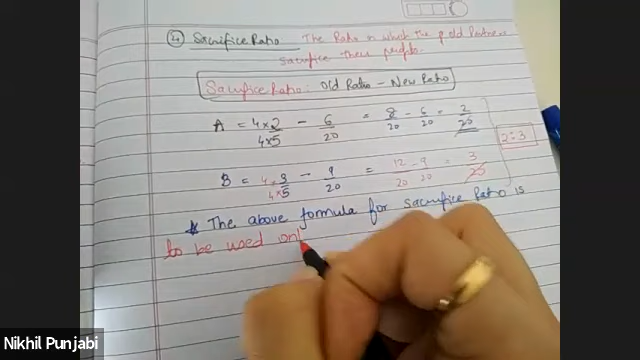 ④ Sacrifice Ratio The Ratio in which the old Partners
Sacrifice their profits.
Sacrifice Ratio: Old Ratio - New Ratio
A = 4×2/4×5 - 6/20 = 8/20 - 6/20 = 2/20
B = 4×3/4×5 - 9/20 = 12/20 - 9/20 = 3/20
2:3
* The above formula for sacrifice Ratio is
to be used onl
Nikhil Punjabi